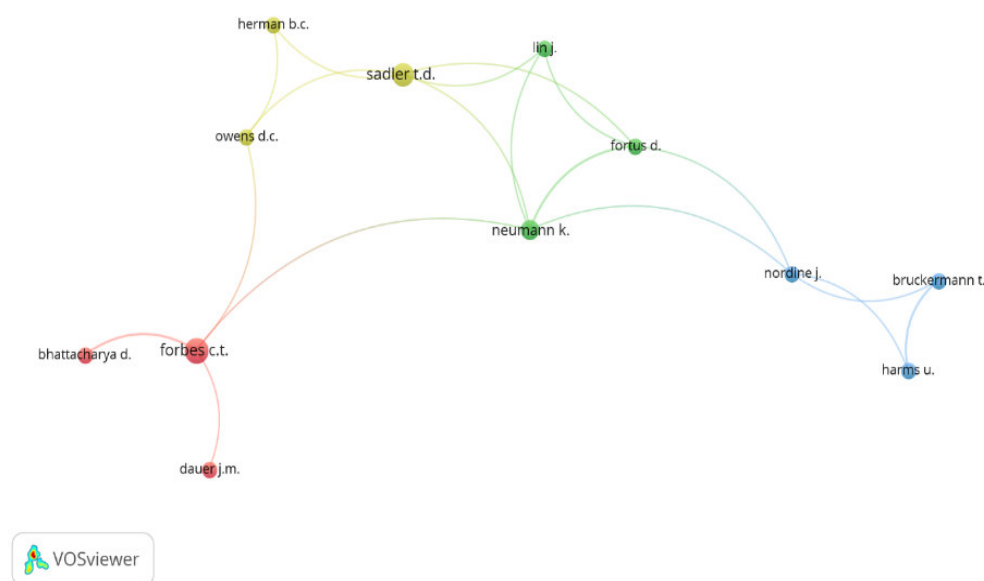 herman b.c.
sadler t.d.
lin j.
owens d.c.
fortus d.
neumann k.
nordine j.
bruckermann t.
forbes c.t.
bhattacharya d.
harms u.
dauer j.m.
VOSviewer